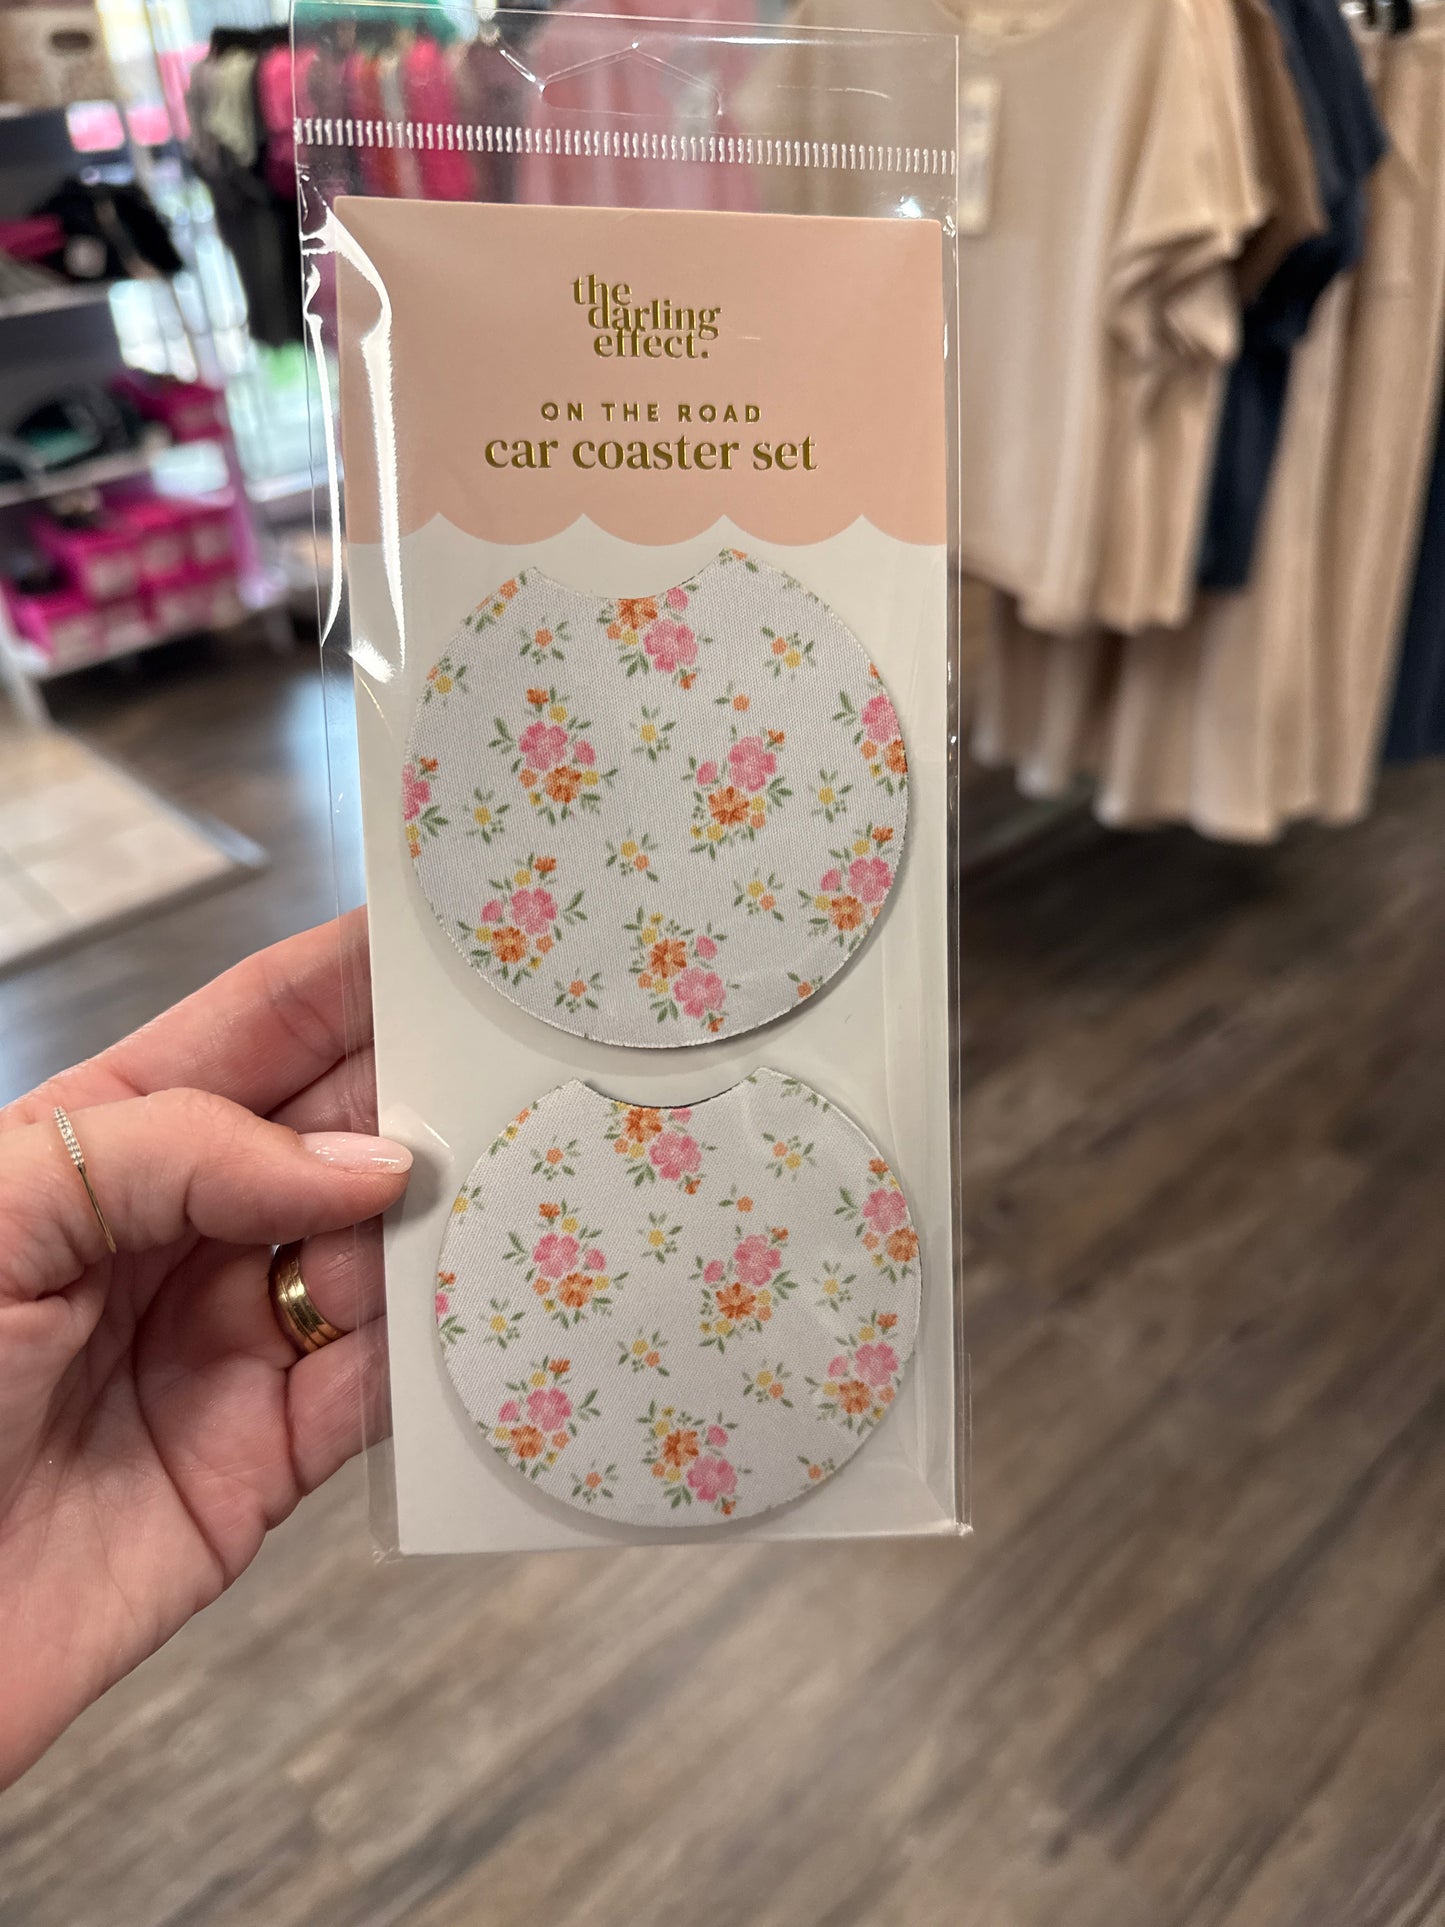 the
darling
effect.
ON THE ROAD
car coaster set